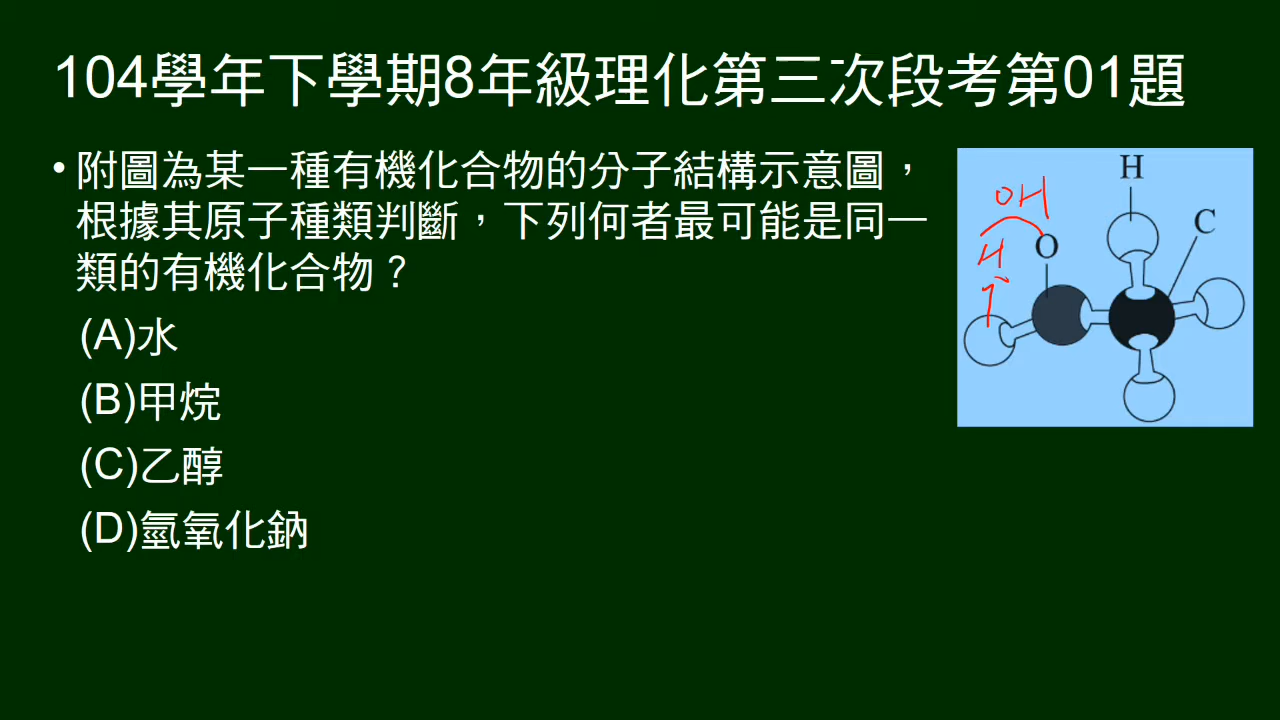 104學年下學期8年級理化第三次段考第01題
• 附圖為某一種有機化合物的分子結構示意圖，
根據其原子種類判斷，下列何者最可能是同一
類的有機化合物？
(A)水
(B)甲烷
(C)乙醇
(D)氫氧化鈉
H
OH
C
O
H